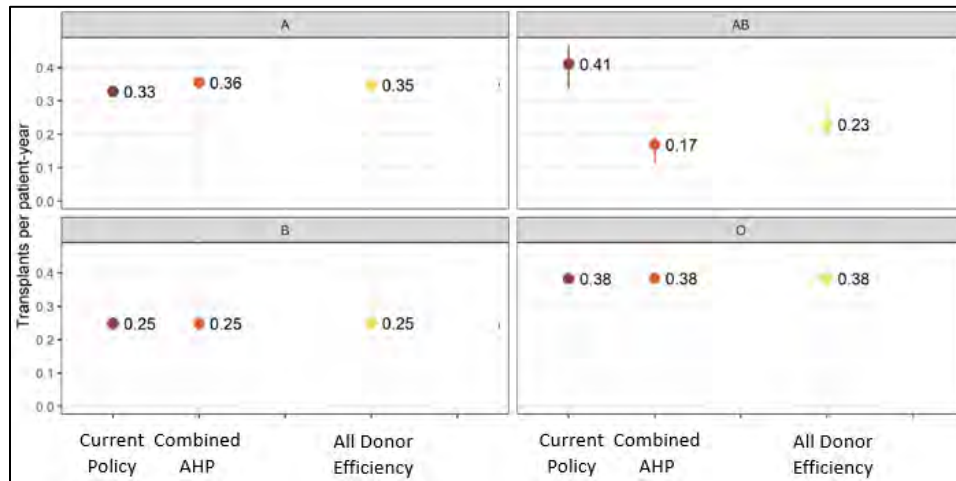 A
AB
Transplants per patient-year
0.4
0.3
0.2
0.1
0.0
0.33
0.36
0.35
0.41
0.17
0.23
B
O
0.4
0.3
0.2
0.1
0.0
0.25
0.25
0.25
0.38
0.38
0.38
Current Combined All Donor
Policy AHP Efficiency
Current Combined All Donor
Policy AHP Efficiency